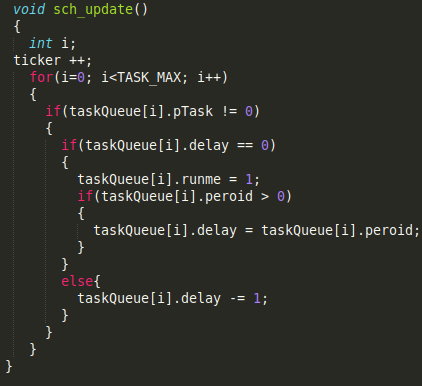 void sch_update()
{
int i;
ticker ++;
for(i=0; i<TASK_MAX; i++)
{
if(taskQueue[i].pTask != 0)
{
if(taskQueue[i].delay == 0)
{
taskQueue[i].runme = 1;
if(taskQueue[i].peroid > 0)
{
taskQueue[i].delay = taskQueue[i].peroid;
}
}
else{
taskQueue[i].delay -= 1;
}
}
}
}